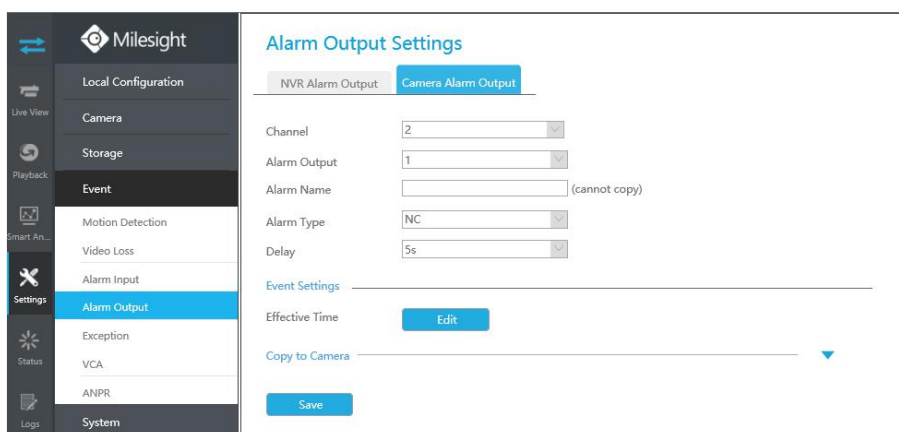 Milesight
Live View
Playback
Smart An...
Settings
Status
Logs
Local Configuration
Camera
Storage
Event
Motion Detection
Video Loss
Alarm Input
Alarm Output
Exception
VCA
ANPR
System
Alarm Output Settings
NVR Alarm Output Camera Alarm Output
Channel 2
Alarm Output 1
Alarm Name (cannot copy)
Alarm Type NC
Delay 5s
Event Settings
Effective Time Edit
Copy to Camera
Save